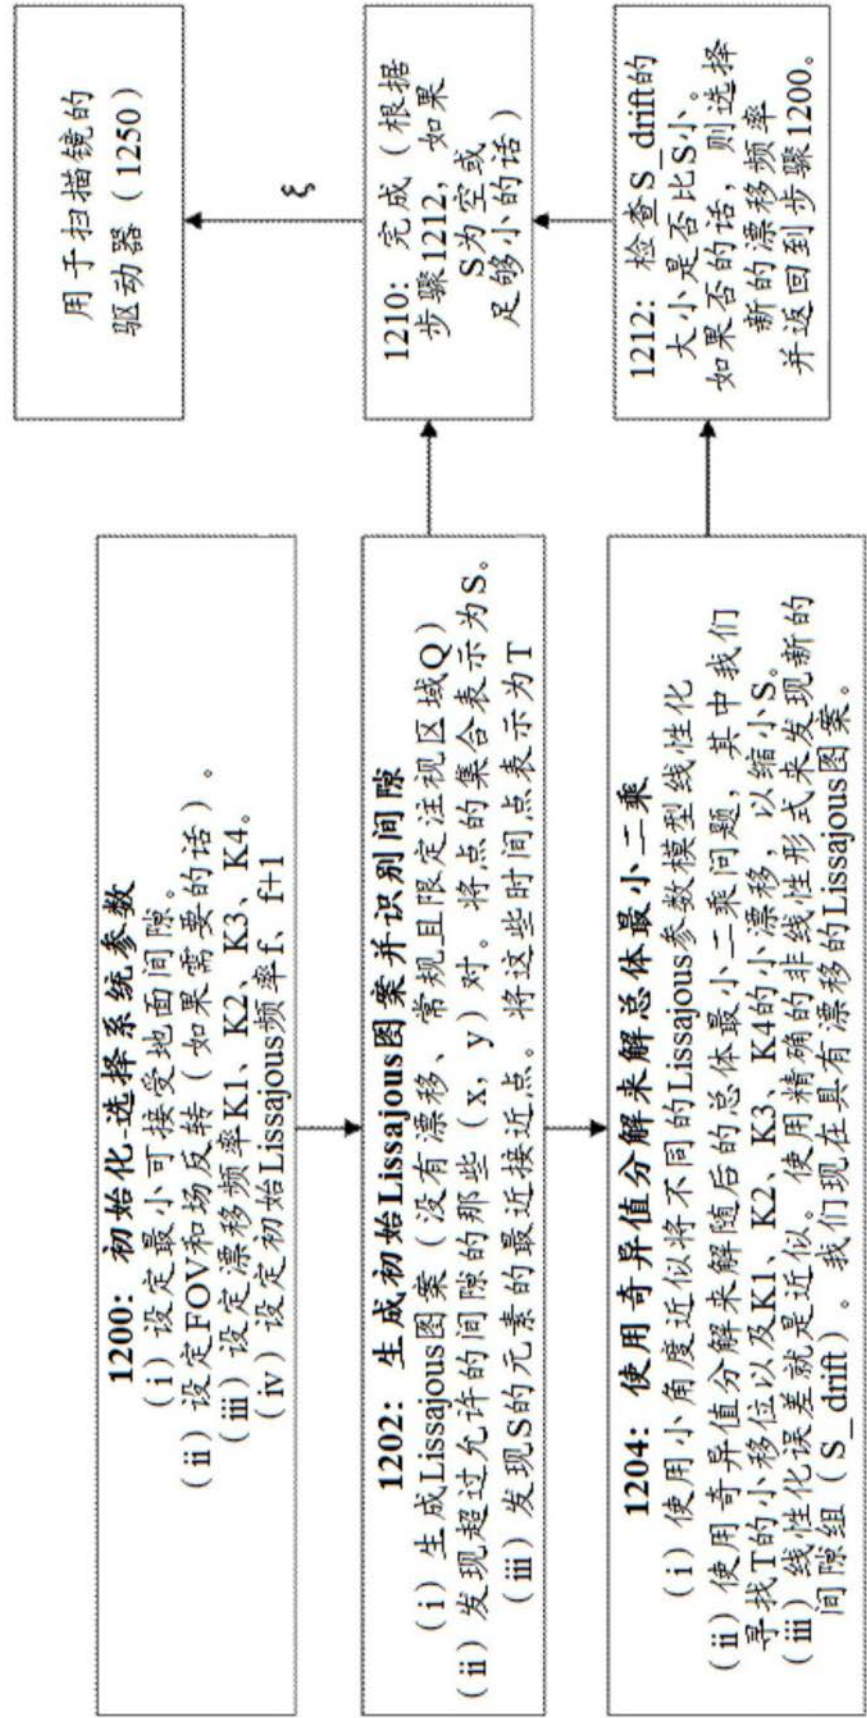 1200: 初始化-选择系统参数
(i) 设定最小可接受地面间隙。
(ii) 设定FOV和场反转（如果需要的话）。
(iii) 设定漂移频率K1、K2、K3、K4。
(iv) 设定初始Lissajous频率f、f+1
1202: 生成初始Lissajous图案并识别间隙
(i) 生成Lissajous图案（没有漂移、常规且限定注视区域Q）
(ii) 发现超过允许的间隙的那些（x, y）对。将点的集合表示为S。
(iii) 发现S的元素的最近接近点。将这些时间点表示为T
1204: 使用奇异值分解来解总体最小二乘
(i) 使用小角度近似将不同的Lissajous参数模型线性化
(ii) 使用奇异值分解来解随后的总体最小二乘问题，其中我们
寻找T的小移位以及K1、K2、K3、K4的小漂移，以缩小S。
(iii) 线性化误差就是近似。使用精确的非线性形式来发现新的
间隙组（S_drift）。我们现在具有漂移的Lissajous图案。
用于扫描镜的
驱动器（1250）
ξ
1210: 完成（根据
步骤1212, 如果
S为空或
足够小的话）
1212: 检查S_drift的
大小是否比S小。
如果否的话，则选择
新的漂移频率
并返回到步骤1200。